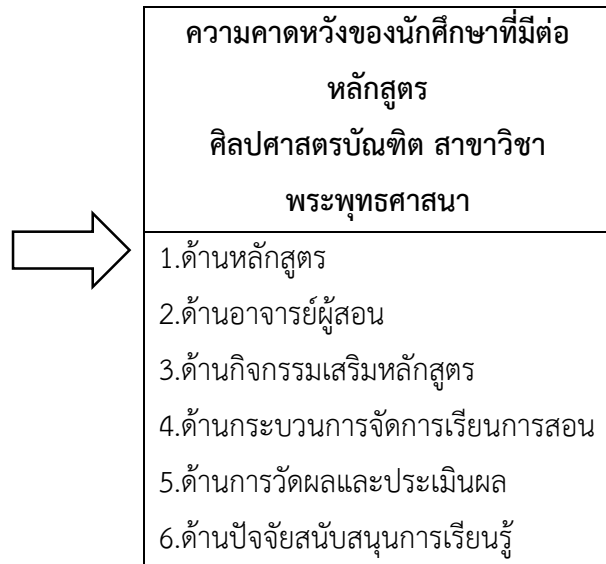 ความคาดหวังของนักศึกษาที่มีต่อ
หลักสูตร
ศิลปศาสตรบัณฑิต สาขาวิชา
พระพุทธศาสนา
1.ด้านหลักสูตร
2.ด้านอาจารย์ผู้สอน
3.ด้านกิจกรรมเสริมหลักสูตร
4.ด้านกระบวนการจัดการเรียนการสอน
5.ด้านการวัดผลและประเมินผล
6.ด้านปัจจัยสนับสนุนการเรียนรู้